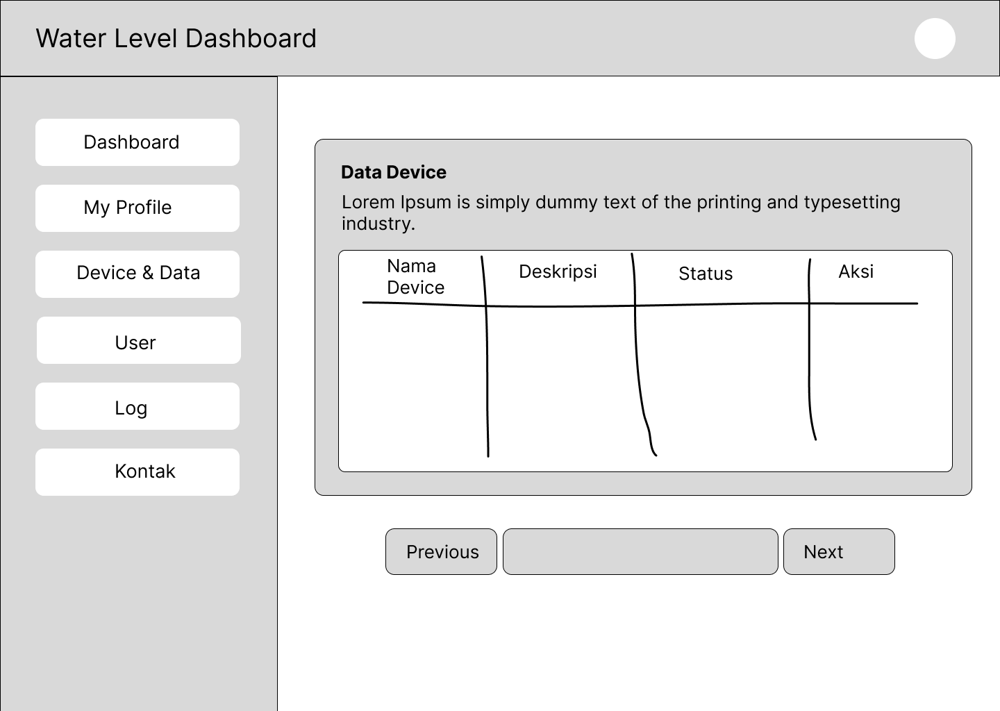 Water Level Dashboard
Dashboard
My Profile
Device & Data
User
Log
Kontak
Data Device
Lorem Ipsum is simply dummy text of the printing and typesetting
industry.
Nama
Device
Deskripsi
Status
Aksi
Previous
Next